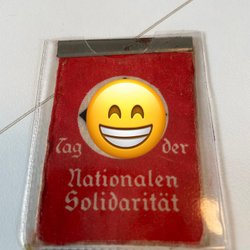 Tag der
Nationalen
Solidarität